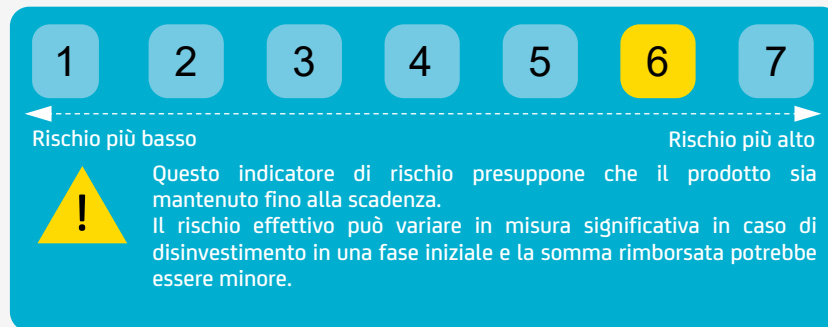 1 2 3 4 5 6 7
Rischio più basso Rischio più alto
Questo indicatore di rischio presuppone che il prodotto sia
mantenuto fino alla scadenza.
!
Il rischio effettivo può variare in misura significativa in caso di
disinvestimento in una fase iniziale e la somma rimborsata potrebbe
essere minore.